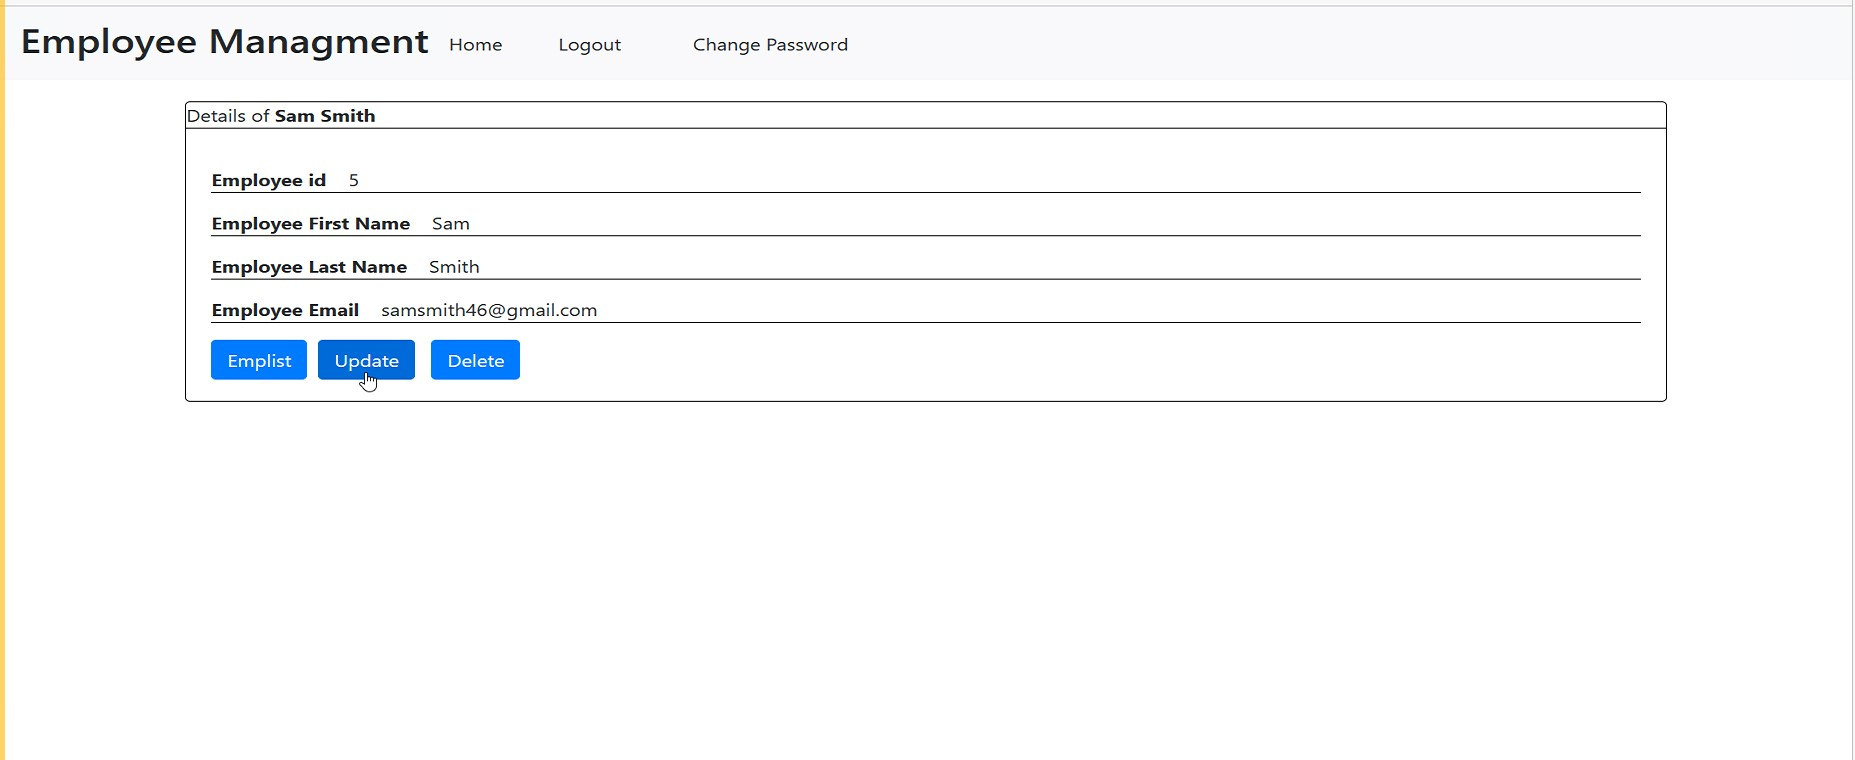 Employee Managment Home Logout Change Password
Details of Sam Smith
Employee id 5
Employee First Name Sam
Employee Last Name Smith
Employee Email samsmith46@gmail.com
Emplist Update Delete